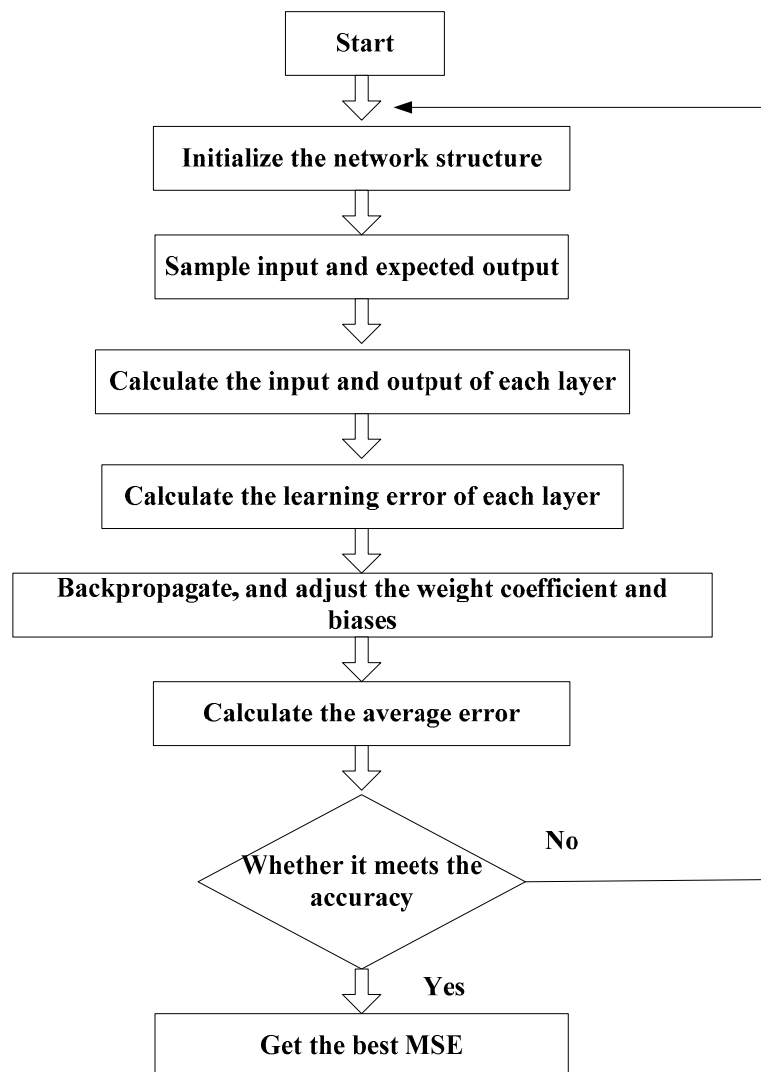 Start
Initialize the network structure
Sample input and expected output
Calculate the input and output of each layer
Calculate the learning error of each layer
Backpropagate, and adjust the weight coefficient and
biases
Calculate the average error
Whether it meets the
accuracy
No
Yes
Get the best MSE